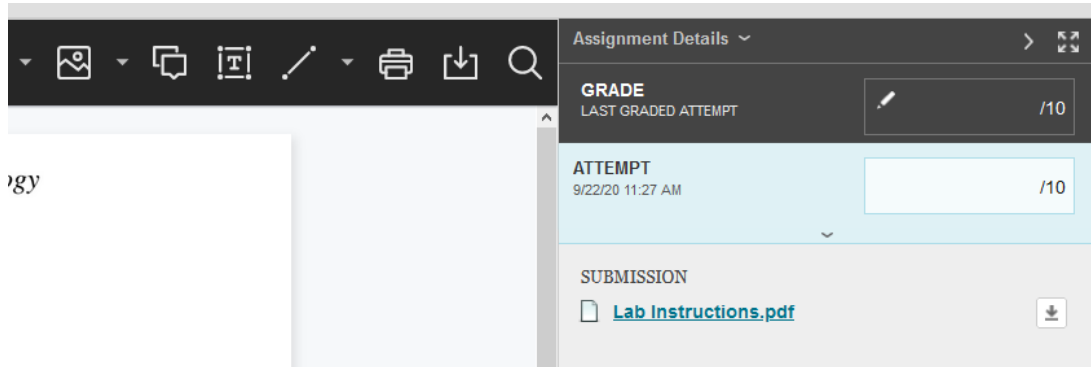 Assignment Details
T
GRADE
LAST GRADED ATTEMPT
/10
ogy
ATTEMPT
9/22/20 11:27 AM
/10
SUBMISSION
Lab Instructions.pdf